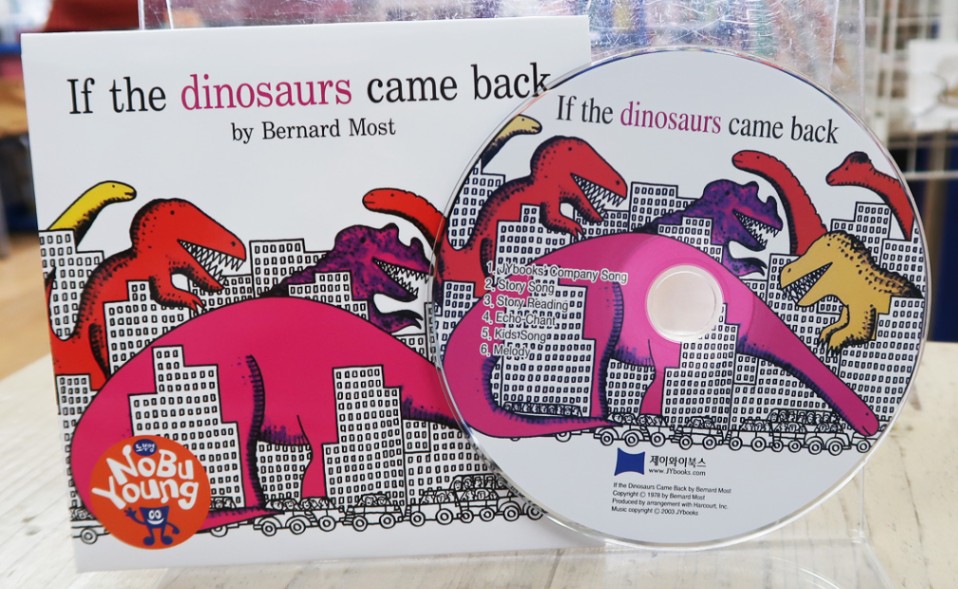 If the dinosaurs came back
by Bernard Most
노부영
NoBu
Young
If the dinosaurs came back
1. JYbooks Company Song
2. Story Song
3. Story Reading
4. Echo-Chant
5. Kids Song
6. Melody
제이와이북스
www.JYbooks.com
If the Dinosaurs Came Back by Bernard Most
Copyright © 1978 by Bernard Most
Produced by arrangement with Harcourt, Inc.
Music copyright © 2003 JYbooks